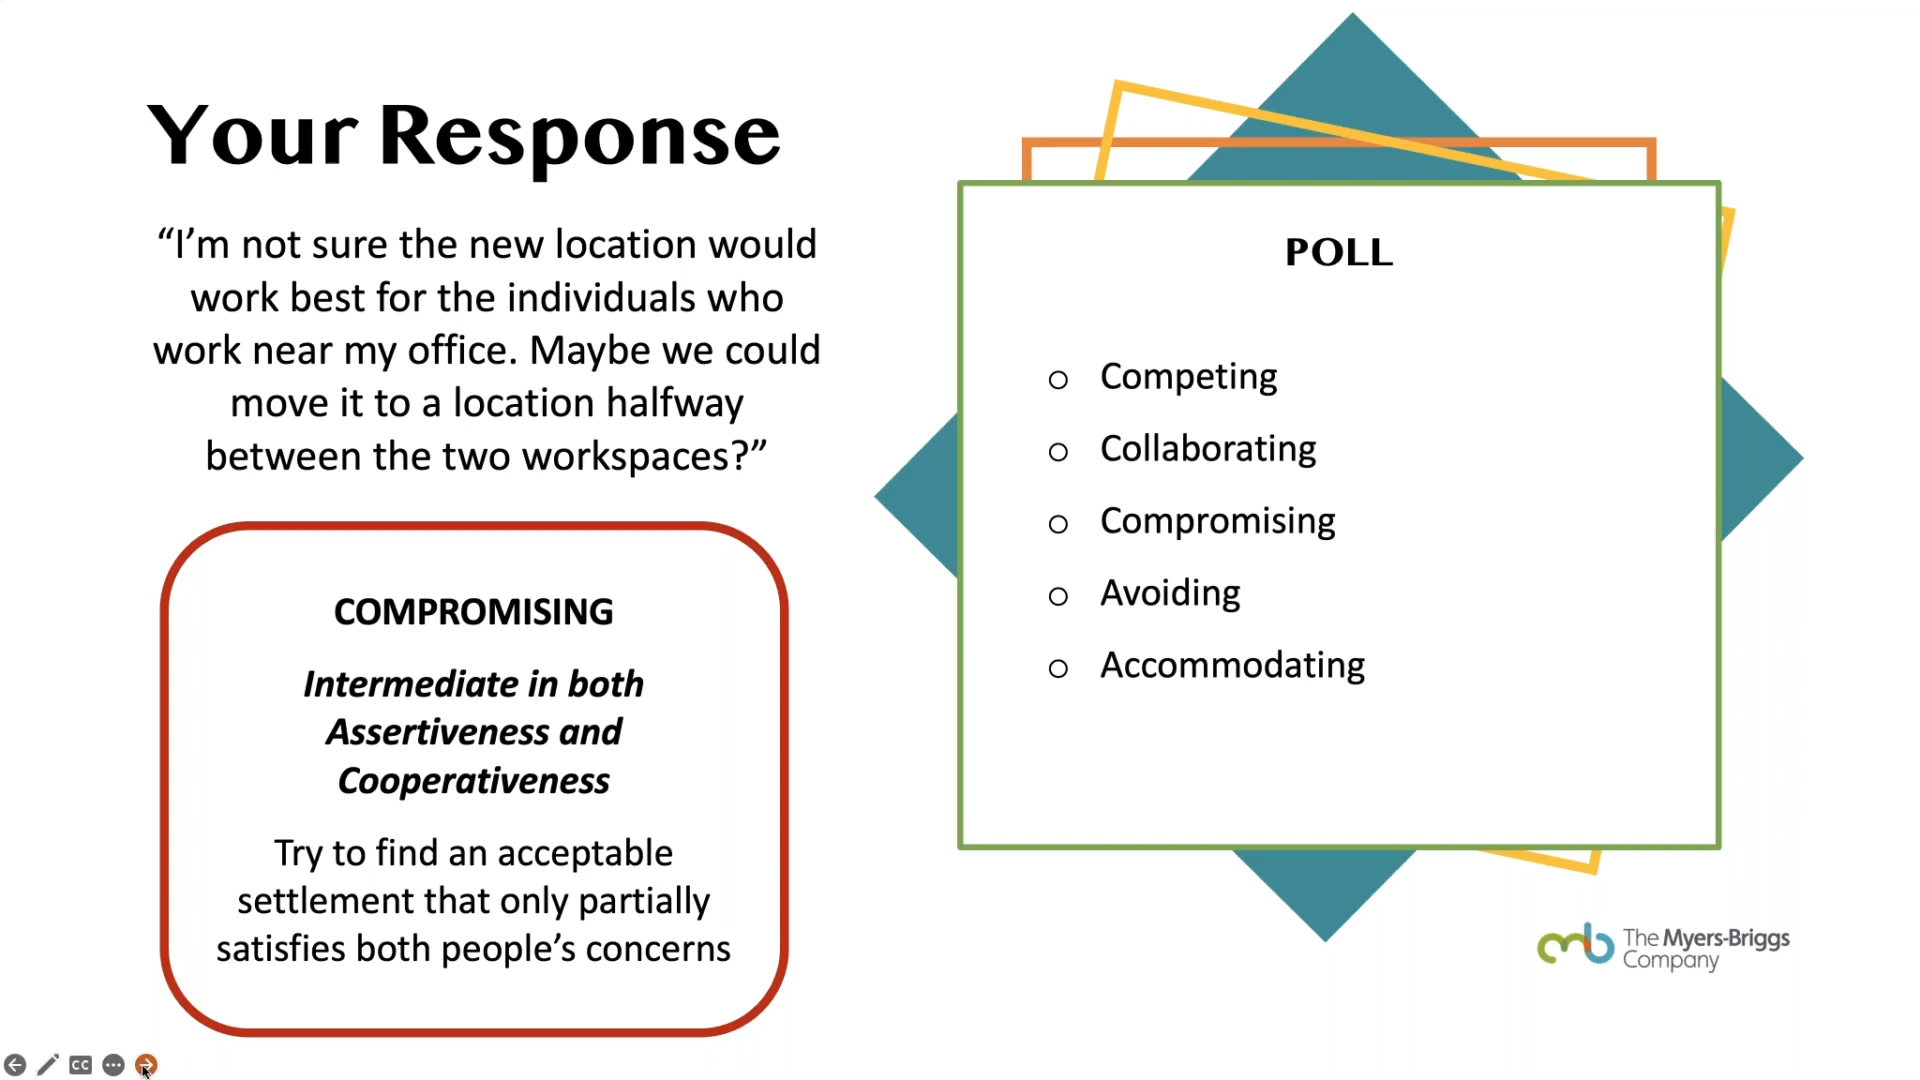 Your Response
“I’m not sure the new location would
work best for the individuals who
work near my office. Maybe we could
move it to a location halfway
between the two workspaces?”
COMPROMISING
Intermediate in both
Assertiveness and
Cooperativeness
Try to find an acceptable
settlement that only partially
satisfies both people’s concerns
POLL
Competing
Collaborating
Compromising
Avoiding
Accommodating
mb The Myers-Briggs
Company
CC